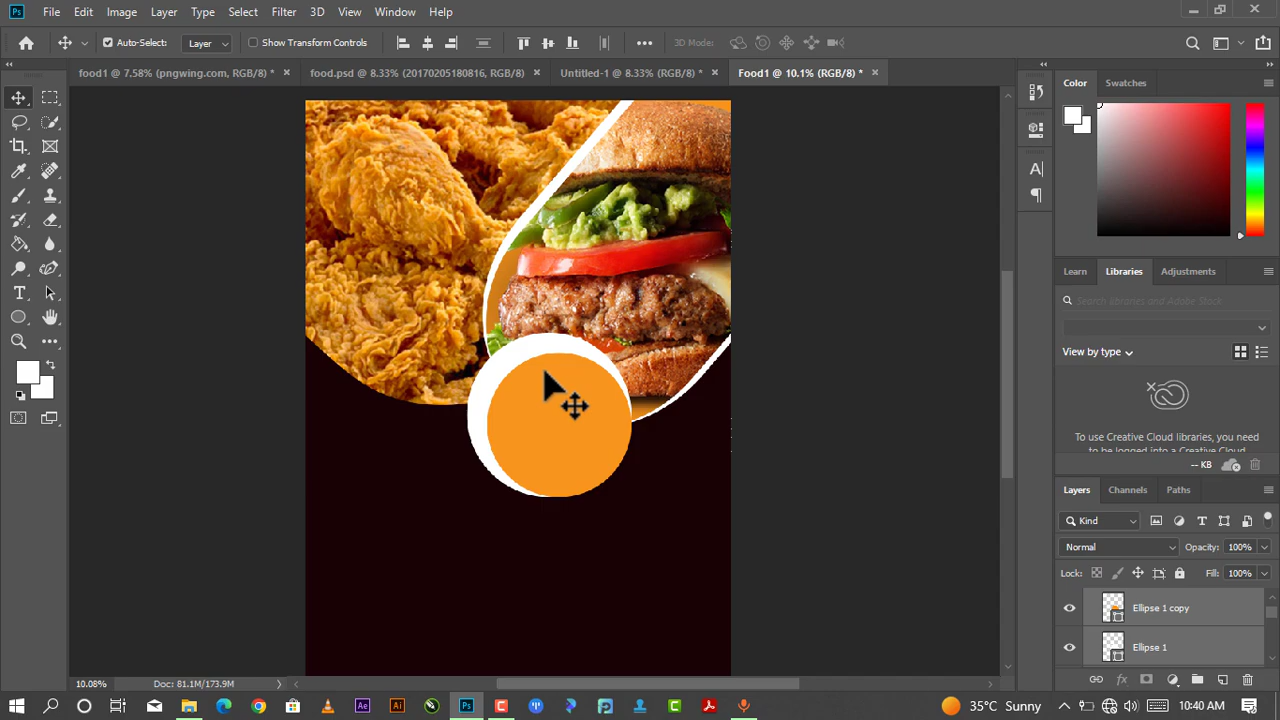 Ps File Edit Image Layer Type Select Filter 3D View Window Help
Auto-Select: Layer Show Transform Controls 3D Mode:
food1 @ 7.58% (pngwing.com, RGB/8) * food.psd @ 8.33% (20170205180816, RGB/8) Untitled-1 @ 8.33% (RGB/8) * Food1 @ 10.1% (RGB/8) *
Color Swatches
Learn Libraries Adjustments
Search libraries and Adobe Stock
View by type
To use Creative Cloud libraries, you need
to be logged into a Creative Cloud
-- KB
Layers Channels Paths
Kind
Normal Opacity: 100%
Lock: Fill: 100%
Ellipse 1 copy
Ellipse 1
10.08% Doc: 81.1M/173.9M
Ae Ai Ps 35°C Sunny 10:40 AM